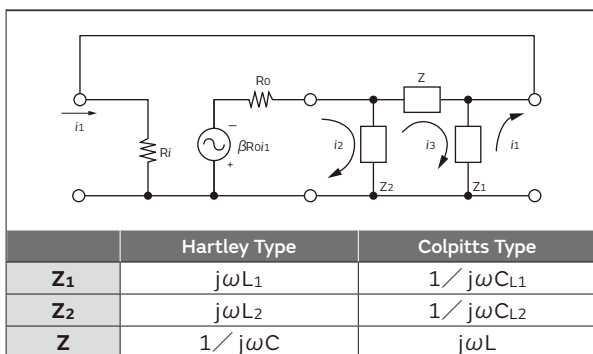 Ro
Z
i1
Ri
−
βRoi1
+
i2
i3
i1
Z2
Z1
Hartley Type Colpitts Type
Z1 jωL1 1／jωCL1
Z2 jωL2 1／jωCL2
Z 1／jωC jωL